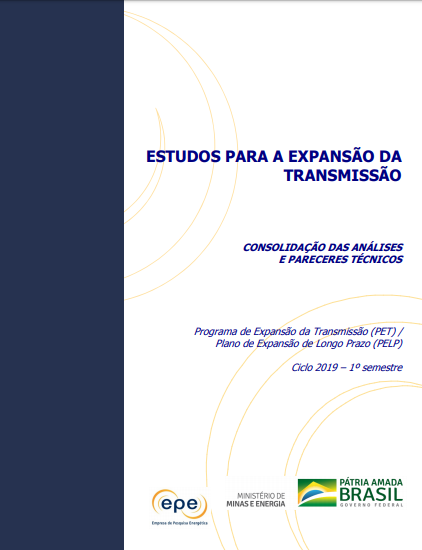 ESTUDOS PARA A EXPANSÃO DA
TRANSMISSÃO
CONSOLIDAÇÃO DAS ANÁLISES
E PARECERES TÉCNICOS
Programa de Expansão da Transmissão (PET) /
Plano de Expansão de Longo Prazo (PELP)
Ciclo 2019 – 1º semestre
epe
Empresa de Pesquisa Energética
MINISTÉRIO DE
MINAS E ENERGIA
PÁTRIA AMADA
BRASIL
GOVERNO FEDERAL